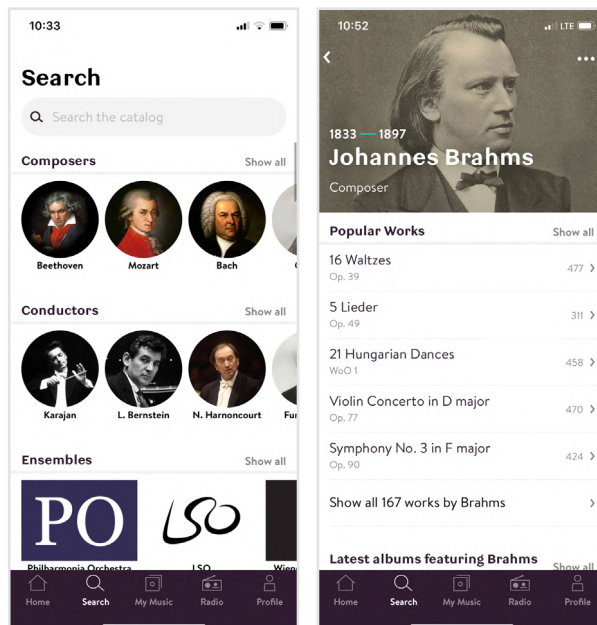 10:33
Search
Search the catalog
Composers Show all
Beethoven Mozart Bach
Conductors Show all
Karajan L. Bernstein N. Harnoncourt Fur
Ensembles Show all
PO LSO
Philharmonia Orchestra LSO Wien
Home Search My Music Radio Profile
10:52 LTE
1833 — 1897
Johannes Brahms
Composer
Popular Works Show all
16 Waltzes
Op. 39 477
5 Lieder
Op. 49 311
21 Hungarian Dances
WoO 1 458
Violin Concerto in D major
Op. 77 470
Symphony No. 3 in F major
Op. 90 424
Show all 167 works by Brahms
Latest albums featuring Brahms Show all
Home Search My Music Radio Profile